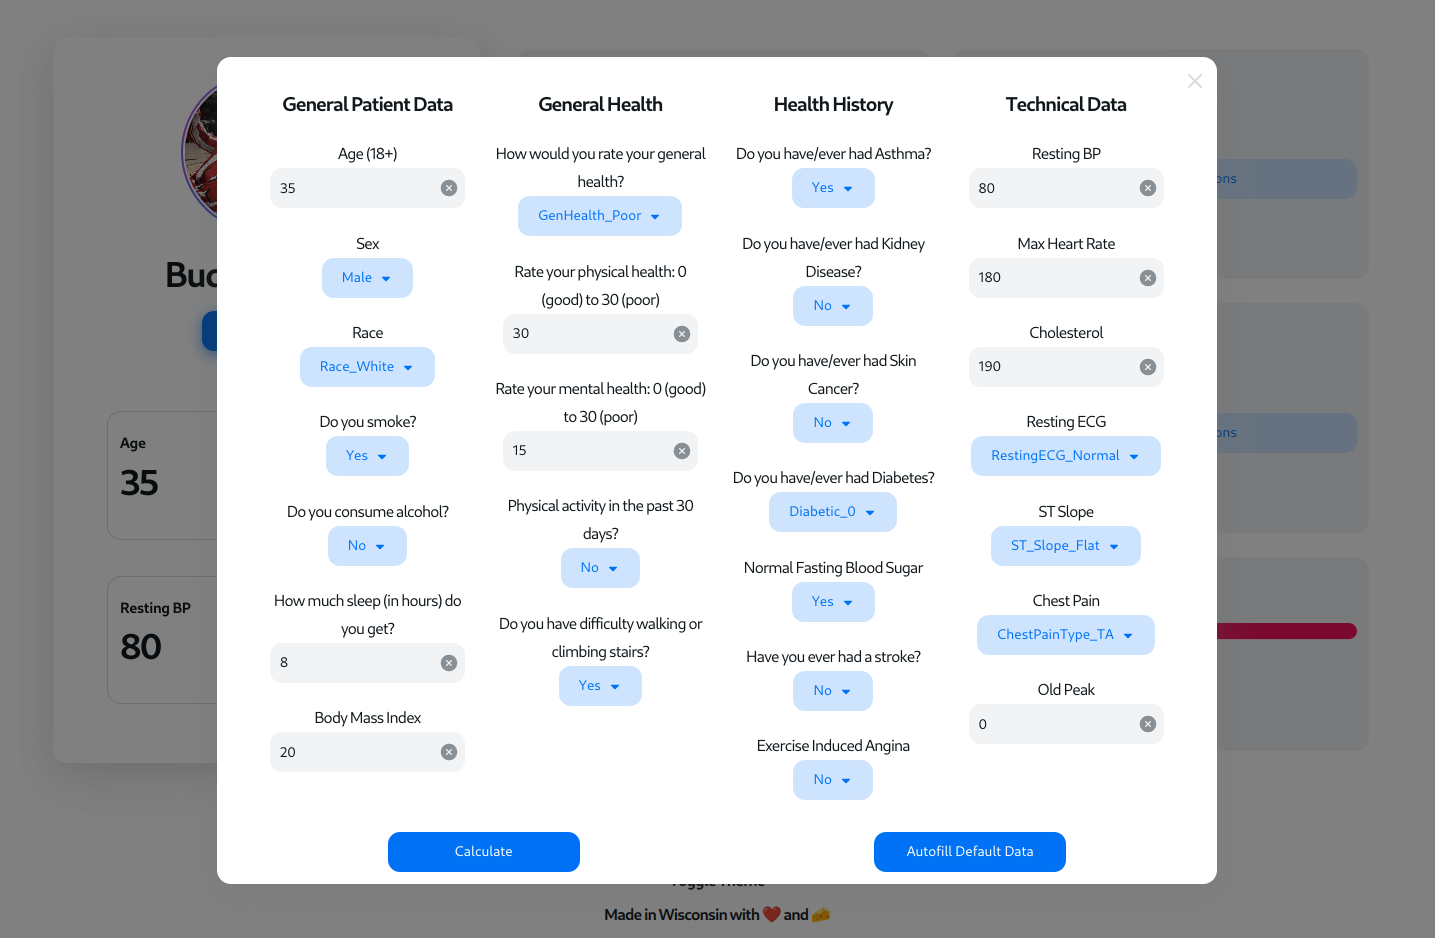 General Patient Data
Age (18+)
35
Sex
Male
Race
Race_White
Do you smoke?
Yes
Do you consume alcohol?
No
How much sleep (in hours) do
you get?
8
Body Mass Index
20
General Health
How would you rate your general
health?
GenHealth_Poor
Rate your physical health: 0
(good) to 30 (poor)
30
Rate your mental health: 0 (good)
to 30 (poor)
15
Physical activity in the past 30
days?
No
Do you have difficulty walking or
climbing stairs?
Yes
Health History
Do you have/ever had Asthma?
Yes
Do you have/ever had Kidney
Disease?
No
Do you have/ever had Skin
Cancer?
No
Do you have/ever had Diabetes?
Diabetic_0
Normal Fasting Blood Sugar
Yes
Have you ever had a stroke?
No
Exercise Induced Angina
No
Technical Data
Resting BP
80
Max Heart Rate
180
Cholesterol
190
Resting ECG
RestingECG_Normal
ST Slope
ST_Slope_Flat
Chest Pain
ChestPainType_TA
Old Peak
0
Calculate
Autofill Default Data
Buc
Age
35
Resting BP
80
ons
ons
Toggle Theme
Made in Wisconsin with ❤️ and 🧀